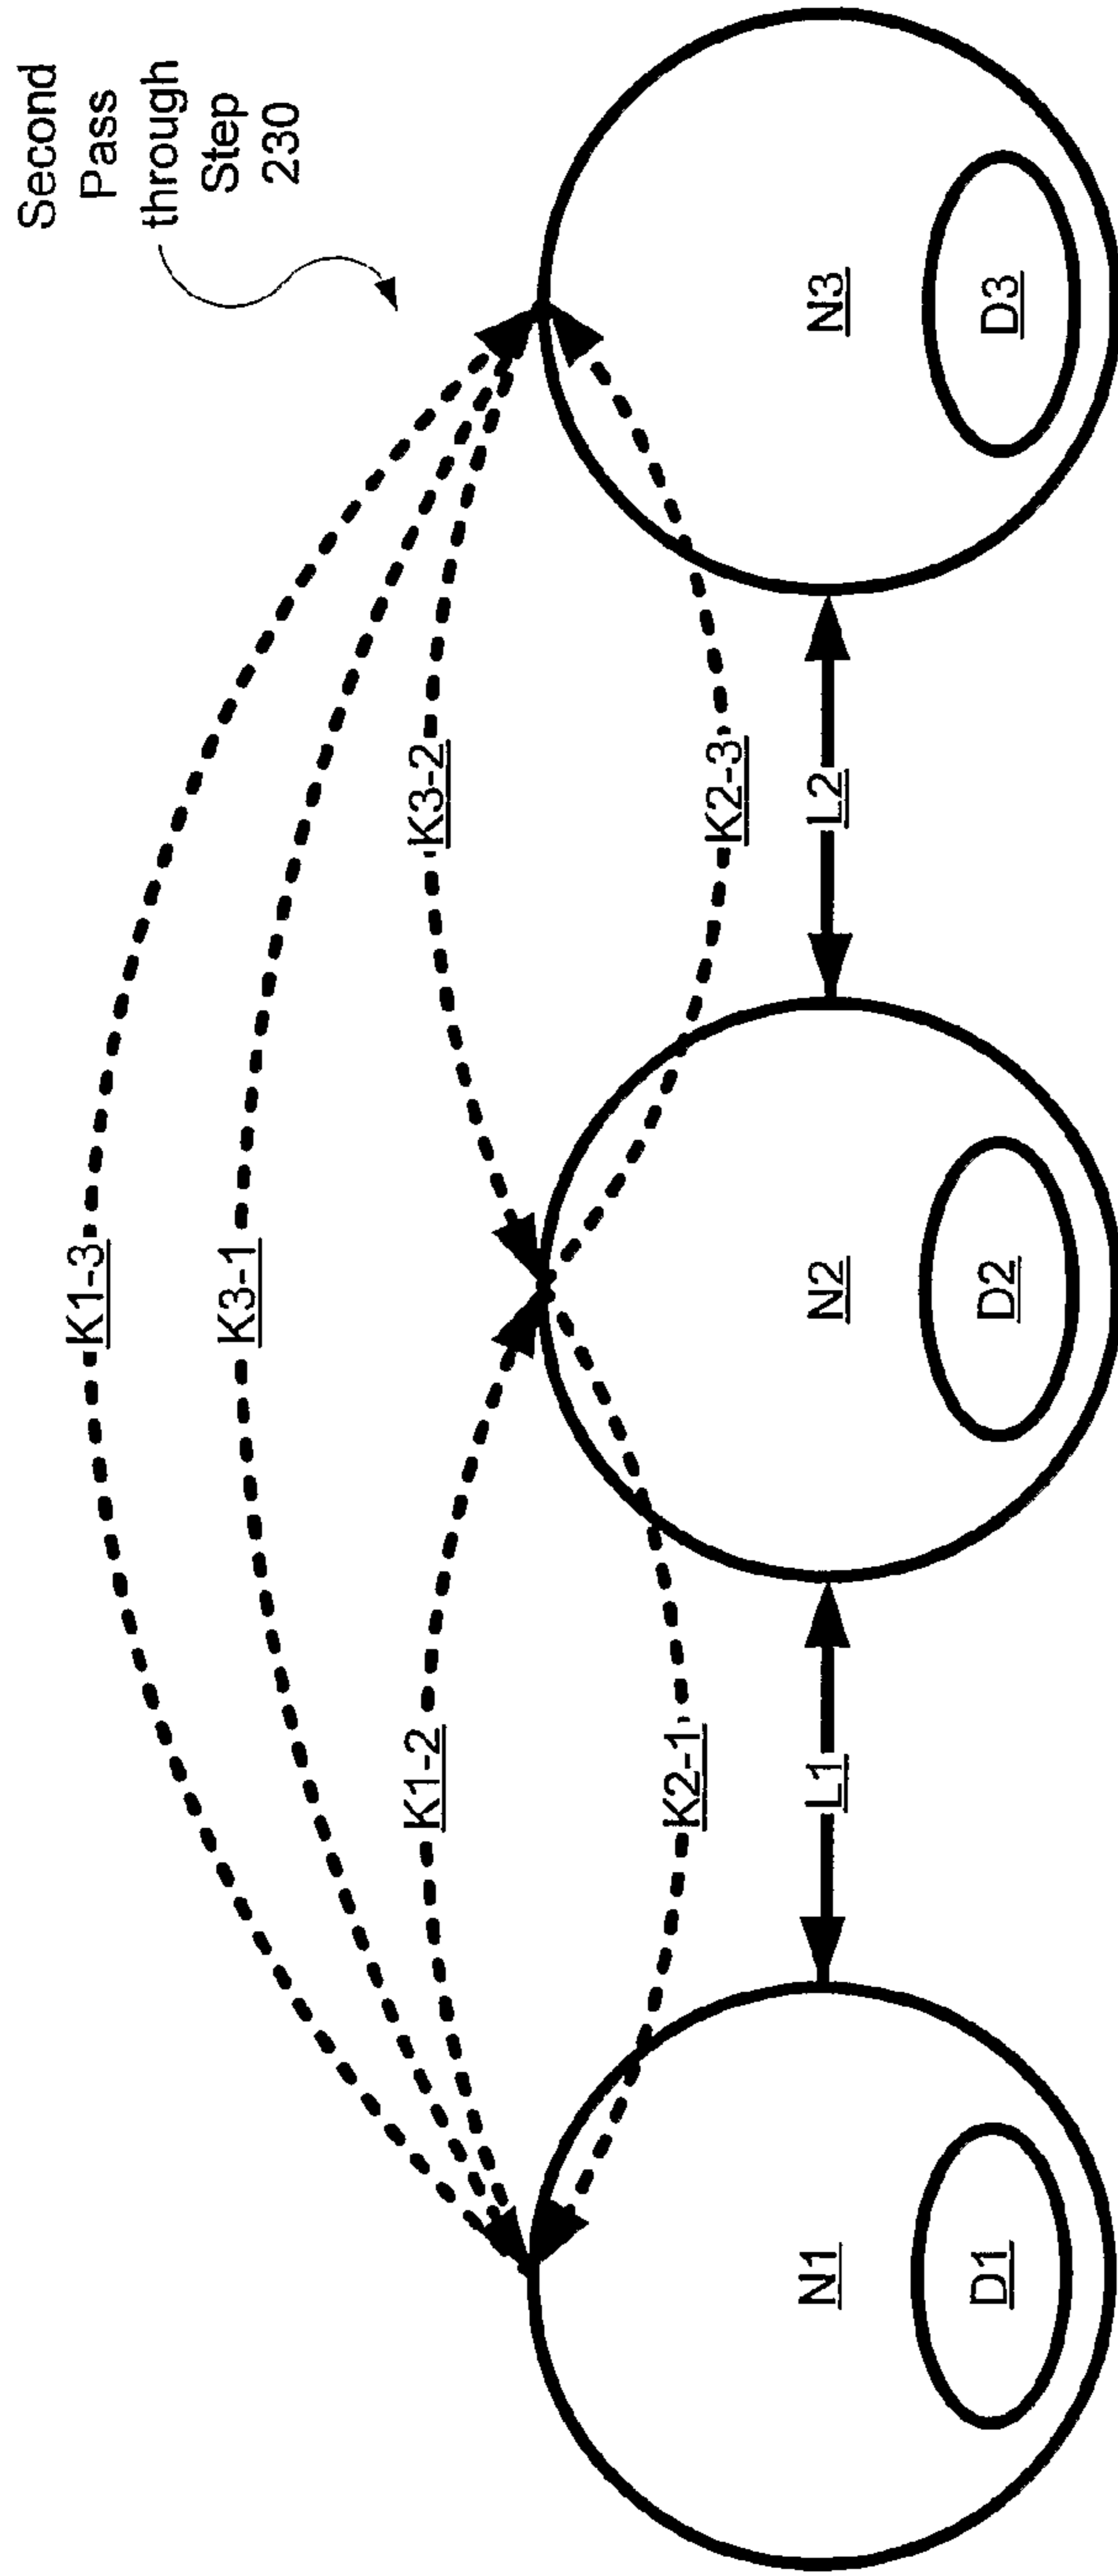 Second
Pass
through
Step
230
K1-3
K3-1
K1-2
K3-2
K2-1
K2-3
L1
L2
N1
N2
N3
D1
D2
D3